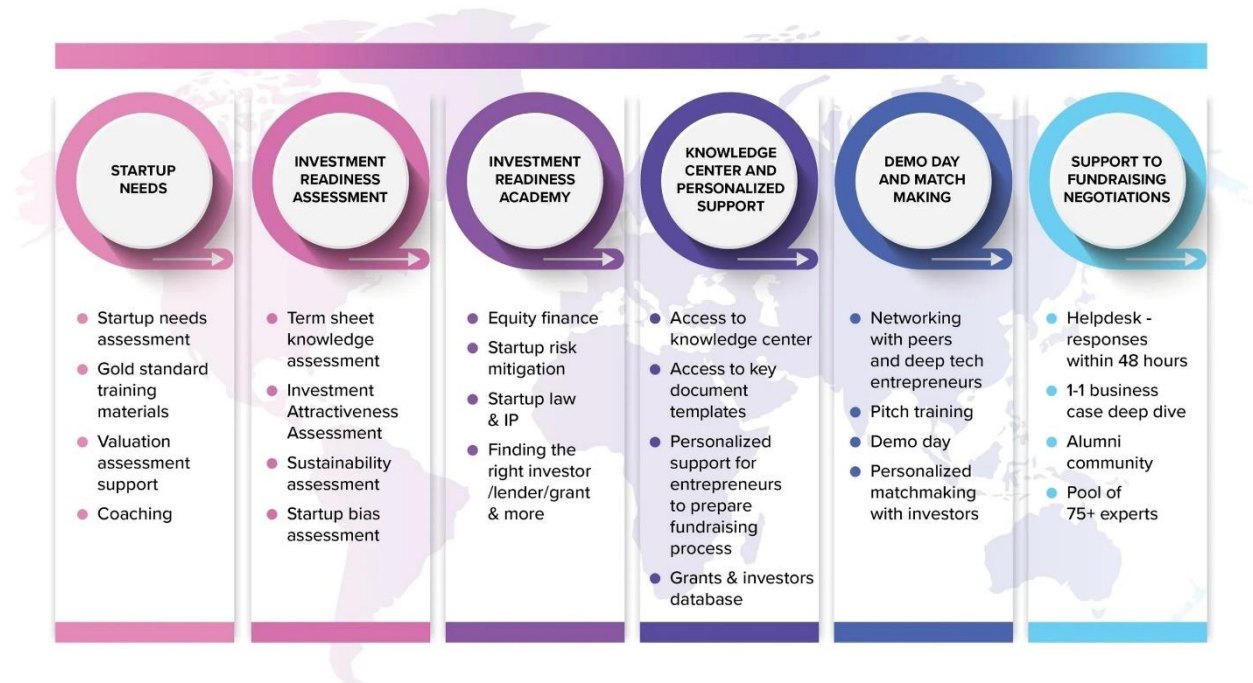 STARTUP
NEEDS
Startup needs
assessment
Gold standard
training
materials
Valuation
assessment
support
Coaching
INVESTMENT
READINESS
ASSESSMENT
Term sheet
knowledge
assessment
Investment
Attractiveness
Assessment
Sustainability
assessment
Startup bias
assessment
INVESTMENT
READINESS
ACADEMY
Equity finance
Startup risk
mitigation
Startup law
& IP
Finding the
right investor
/lender/grant
& more
KNOWLEDGE
CENTER AND
PERSONALIZED
SUPPORT
Access to
knowledge center
Access to key
document
templates
Personalized
support for
entrepreneurs
to prepare
fundraising
process
Grants & investors
database
DEMO DAY
AND MATCH
MAKING
Networking
with peers
and deep tech
entrepreneurs
Pitch training
Demo day
Personalized
matchmaking
with investors
SUPPORT TO
FUNDRAISING
NEGOTIATIONS
Helpdesk -
responses
within 48 hours
1-1 business
case deep dive
Alumni
community
Pool of
75+ experts